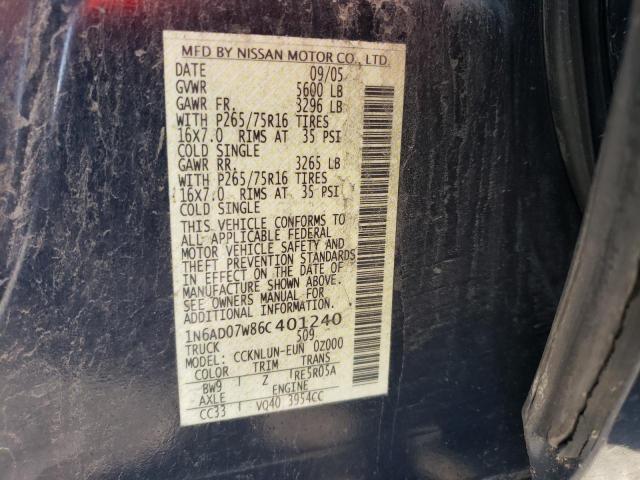 MFD BY NISSAN MOTOR CO., LTD.
DATE 09/05
GVWR 5600 LB
GAWR FR. 3296 LB
WITH P265/75R16 TIRES
16X7.0 RIMS AT 35 PSI
COLD SINGLE
GAWR RR. 3265 LB
WITH P265/75R16 TIRES
16X7.0 RIMS AT 35 PSI
COLD SINGLE
THIS VEHICLE CONFORMS TO
ALL APPLICABLE FEDERAL
MOTOR VEHICLE SAFETY AND
THEFT PREVENTION STANDARDS
IN EFFECT ON THE DATE OF
MANUFACTURE SHOWN ABOVE.
SEE OWNERS MANUAL FOR
ADDITIONAL INFORMATION.
1N6AD07W86C401240
TRUCK 509
MODEL: CCKNLUN-EUN 0Z000
COLOR TRIM TRANS
BW9 Z RE5R05A
AXLE ENGINE
CC33 VQ40 3954CC